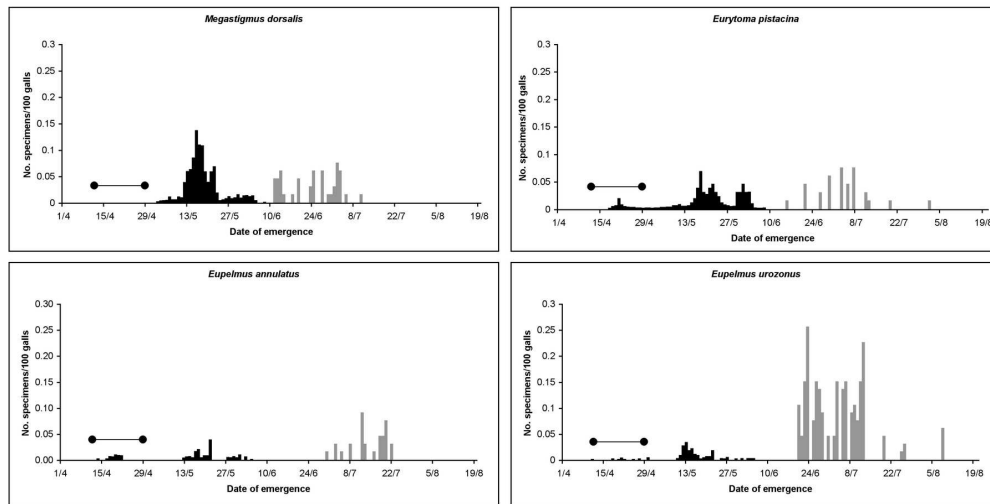 Megastigmus dorsalis
No. specimens/100 galls
0.3
0.25
0.2
0.15
0.1
0.05
0
1/4 15/4 29/4 13/5 27/5 10/6 24/6 8/7 22/7 5/8 19/8
Date of emergence
Eurytoma pistacina
No. specimens/100 galls
0.3
0.25
0.2
0.15
0.1
0.05
0
1/4 15/4 29/4 13/5 27/5 10/6 24/6 8/7 22/7 5/8 19/8
Date of emergence
Eupelmus annulatus
No. specimens/100 galls
0.30
0.25
0.20
0.15
0.10
0.05
0.00
1/4 15/4 29/4 13/5 27/5 10/6 24/6 8/7 22/7 5/8 19/8
Date of emergence
Eupelmus urozonus
No. specimens/100 galls
0.30
0.25
0.20
0.15
0.10
0.05
0.00
1/4 15/4 29/4 13/5 27/5 10/6 24/6 8/7 22/7 5/8 19/8
Date of emergence